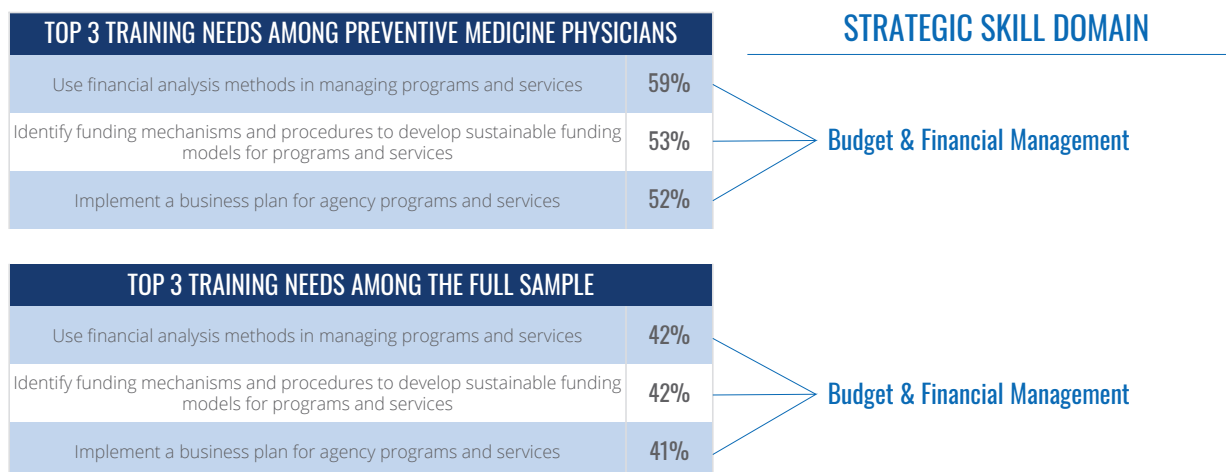 TOP 3 TRAINING NEEDS AMONG PREVENTIVE MEDICINE PHYSICIANS
STRATEGIC SKILL DOMAIN
Use financial analysis methods in managing programs and services
59%
Identify funding mechanisms and procedures to develop sustainable funding
models for programs and services
53%
Implement a business plan for agency programs and services
52%
Budget & Financial Management
TOP 3 TRAINING NEEDS AMONG THE FULL SAMPLE
Use financial analysis methods in managing programs and services
42%
Identify funding mechanisms and procedures to develop sustainable funding
models for programs and services
42%
Implement a business plan for agency programs and services
41%
Budget & Financial Management